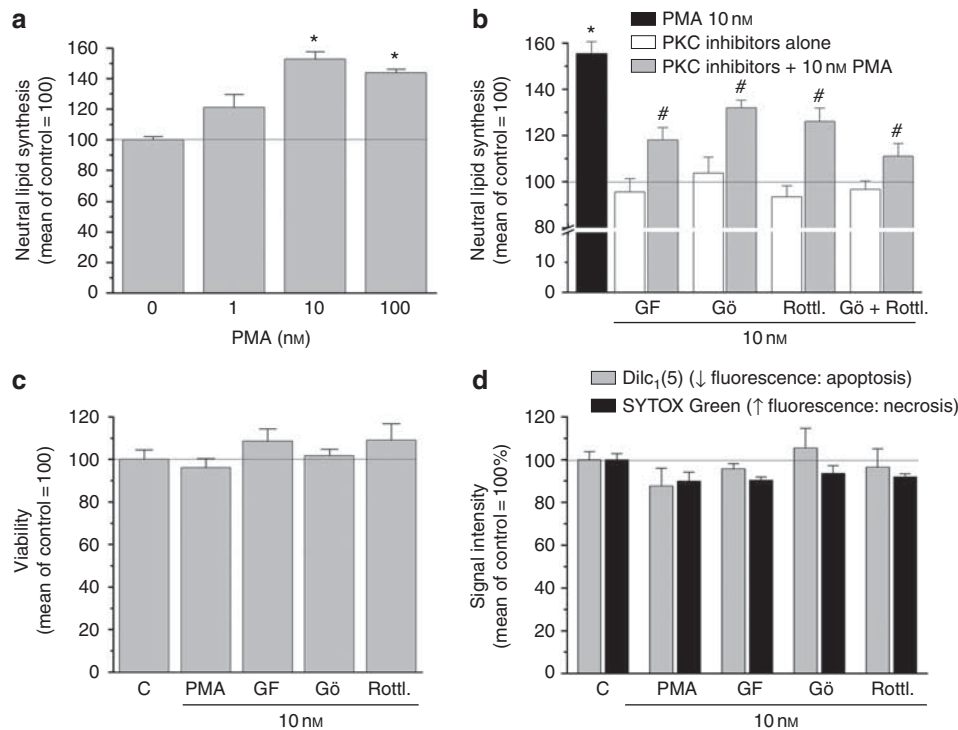 a
Neutral lipid synthesis
(mean of control = 100)
160
140
120
100
80
60
40
20
0
* *
0 1 10 100
PMA (nM)
b
PMA 10 nM
PKC inhibitors alone
PKC inhibitors + 10 nM PMA
Neutral lipid synthesis
(mean of control = 100)
160
140
120
100
80
10
0
*
# # # #
GF Gö Rottl. Gö + Rottl.
10 nM
c
Viability
(mean of control = 100)
120
100
80
60
40
20
0
C PMA GF Gö Rottl.
10 nM
d
Dilc₁(5) (↓ fluorescence: apoptosis)
SYTOX Green (↑ fluorescence: necrosis)
Signal intensity
(mean of control = 100%)
120
100
80
60
40
20
0
C PMA GF Gö Rottl.
10 nM